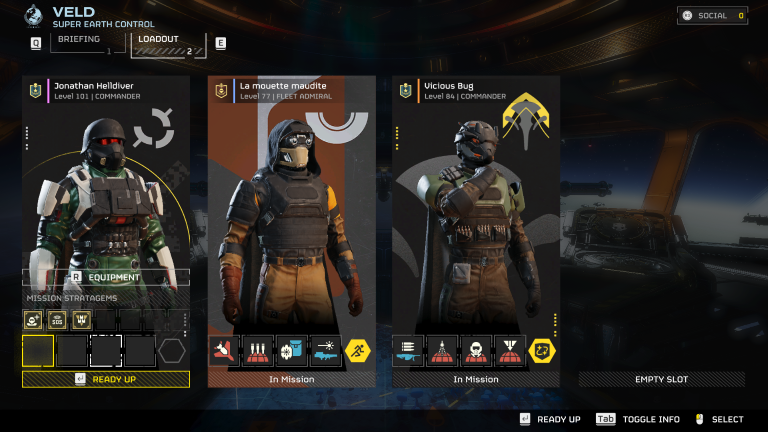 VELD
SUPER EARTH CONTROL
Q
BRIEFING
1
LOADOUT
2
E
SOCIAL 0
Jonathan Helldiver
Level 101 | COMMANDER
La mouette maudite
Level 77 | FLEET ADMIRAL
Vicious Bug
Level 84 | COMMANDER
R EQUIPMENT
MISSION STRATAGEMS
SOS
READY UP
In Mission
In Mission
EMPTY SLOT
READY UP
Tab TOGGLE INFO
SELECT